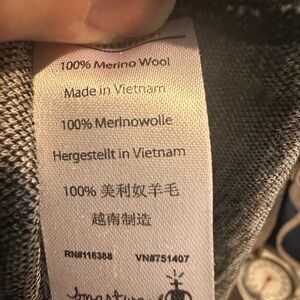 100% Merino Wool
Made in Vietnam
100% Merinowolle
Hergestellt in Vietnam
100% 美利奴羊毛
越南制造
RN#116388 VN#751407